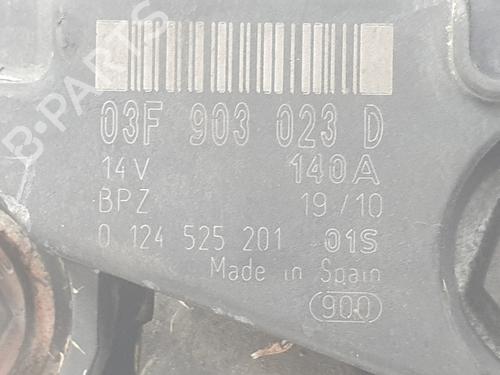 B-PARTS
03F 903 023 D
14V 140A
BPZ 19/10
0 124 525 201 01S
Made in Spain
900